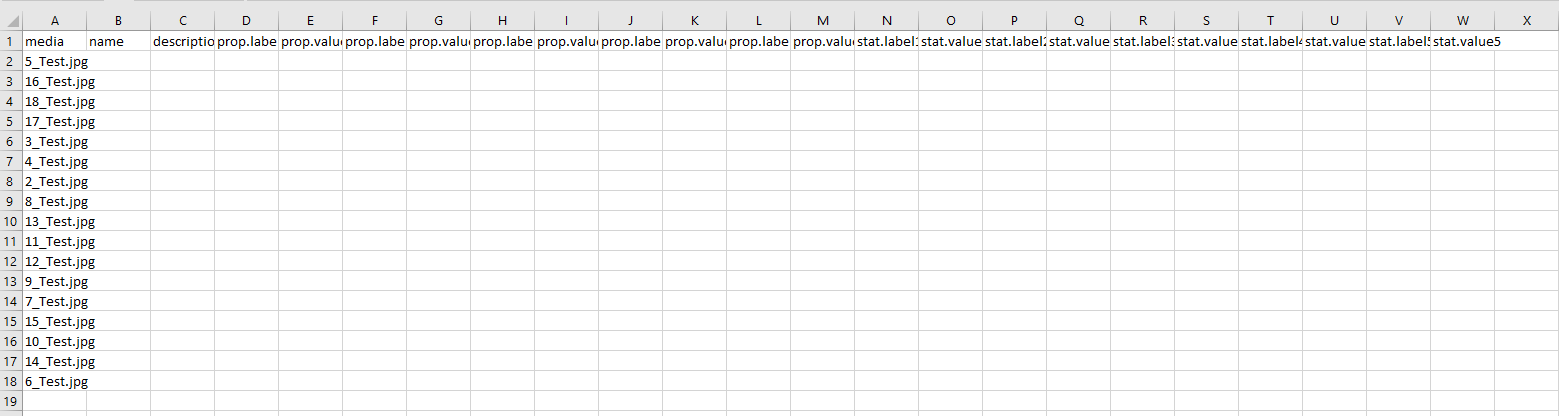 A B C D E F G H I J K L M N O P Q R S T U V W X
1 media name descriptio prop.labe prop.valu prop.labe prop.valu prop.labe prop.valu prop.labe prop.valu prop.labe prop.value stat.label1 stat.value stat.label2 stat.value stat.label3 stat.value stat.label4 stat.value stat.label5 stat.value5
2 5_Test.jpg
3 16_Test.jpg
4 18_Test.jpg
5 17_Test.jpg
6 3_Test.jpg
7 4_Test.jpg
8 2_Test.jpg
9 8_Test.jpg
10 13_Test.jpg
11 11_Test.jpg
12 12_Test.jpg
13 9_Test.jpg
14 7_Test.jpg
15 15_Test.jpg
16 10_Test.jpg
17 14_Test.jpg
18 6_Test.jpg
19